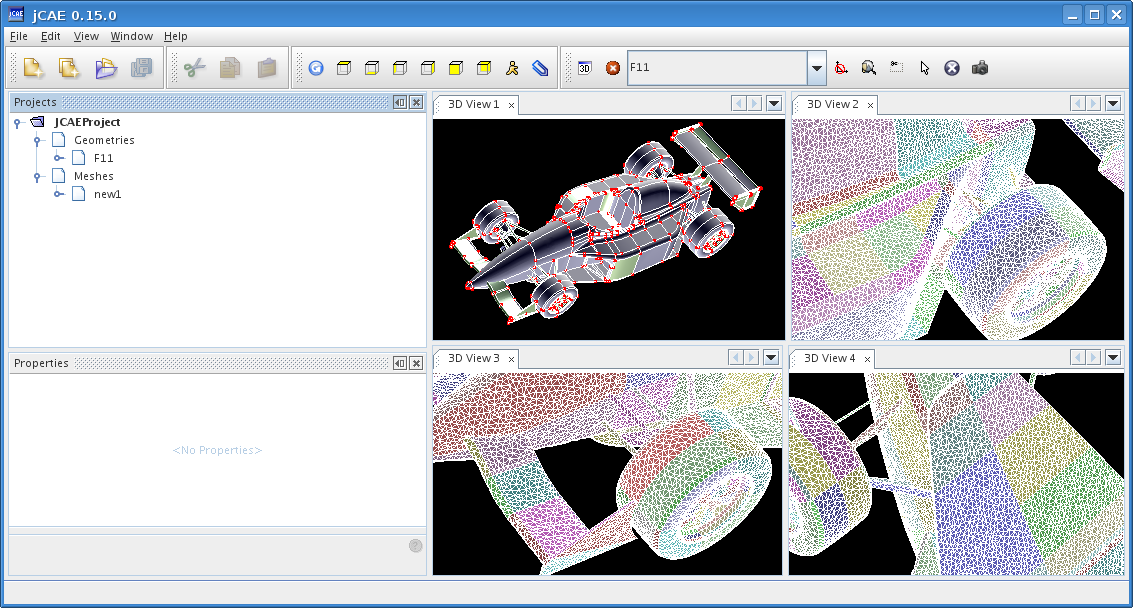 jCAE 0.15.0
File Edit View Window Help
3D F11
Projects
JCAEProject
Geometries
F11
Meshes
new1
Properties
<No Properties>
3D View 1
3D View 2
3D View 3
3D View 4